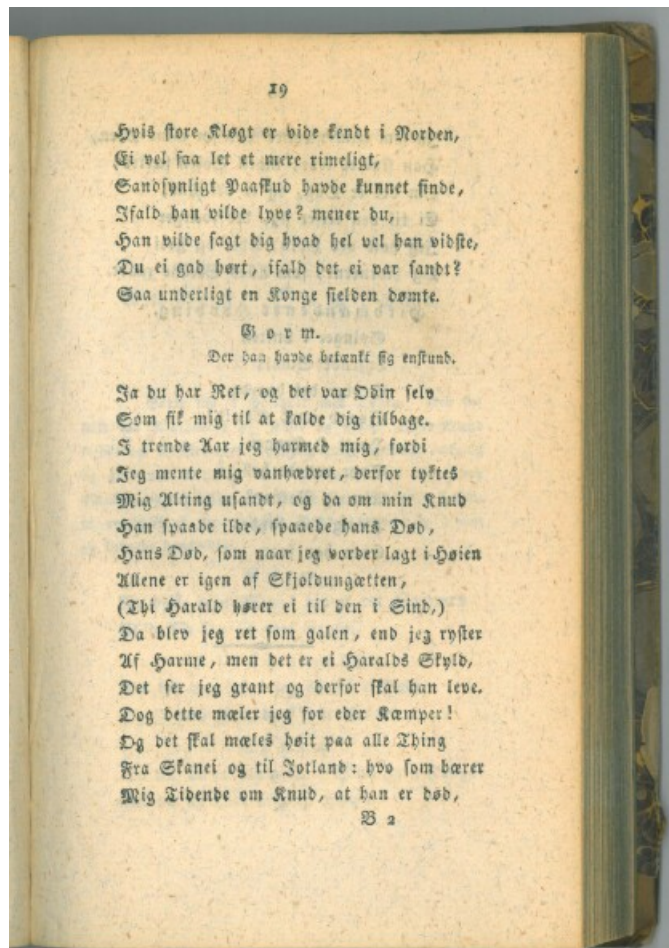 19
Hvis store Kløgt er vide kendt i Norden,
Ei vel saa let et mere rimeligt,
Sandsynligt Paaskud havde kunnet finde,
Ifald han vilde lyve? mener du,
Han vilde sagt dig hvad hel vel han vidste,
Du ei gad hørt, ifald det ei var sandt?
Saa underligt en Konge sielden dømte.
Gorm.
Der han havde betænkt sig enstund.
Ja du har Ret, og det var Odin selv
Som fik mig til at kalde dig tilbage.
I trende Aar jeg harmed mig, fordi
Jeg mente mig vanhædret, derfor tyktes
Mig Alting usandt, og da om min Knud
Han spaade ilde, spaaede hans Død,
Hans Død, som naar jeg vorder lagt i Høien
Allene er igen af Skjoldungætten,
(Thi Harald hører ei til den i Sind,)
Da blev jeg ret som galen, end jeg ryster
Af Harme, men det er ei Haralds Skyld,
Det ser jeg grant og derfor skal han leve.
Dog dette mæler jeg for eder Kæmper!
Og det skal mæles høit paa alle Thing
Fra Skanei og til Jotland: hvo som bærer
Mig Tidende om Knud, at han er død,
B 2